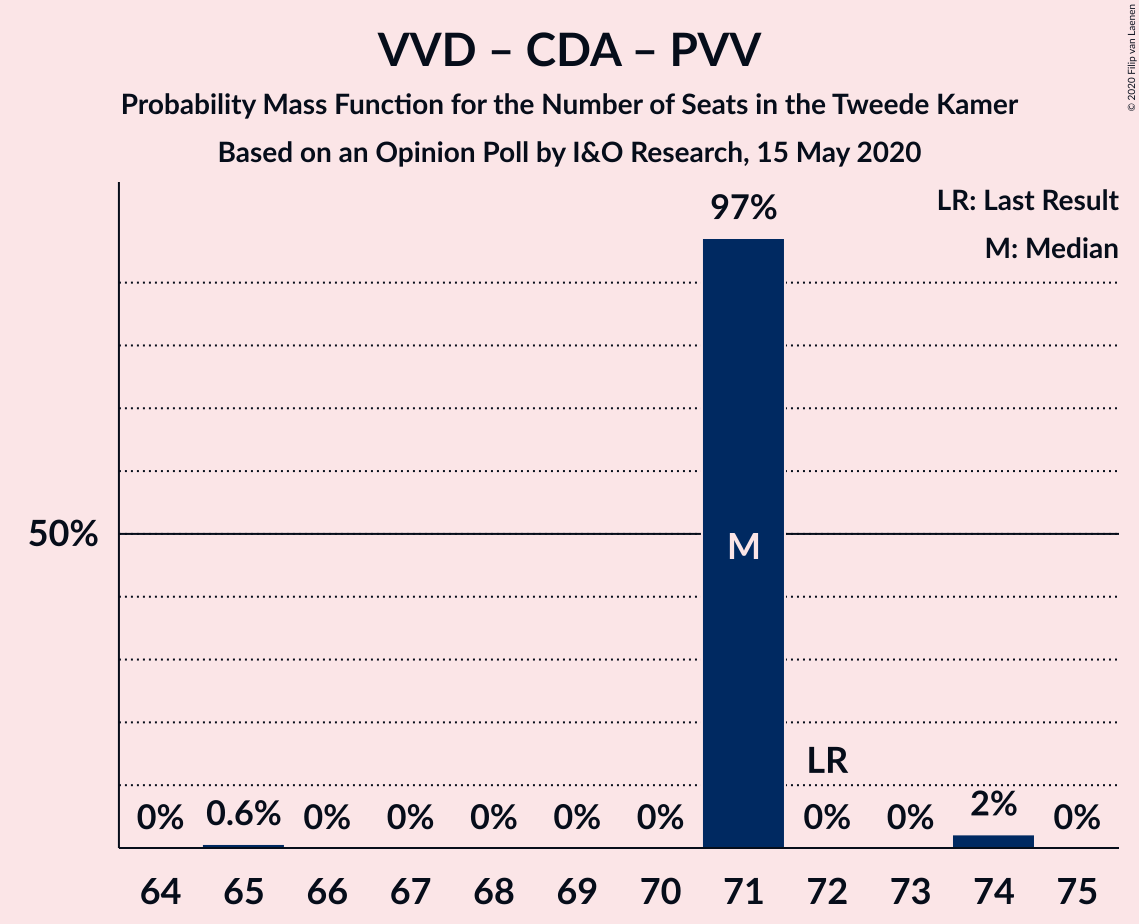 VVD – CDA – PVV
Probability Mass Function for the Number of Seats in the Tweede Kamer
Based on an Opinion Poll by I&O Research, 15 May 2020
© 2020 Filip van Laenen
LR: Last Result
M: Median
97%
50%
M
LR
0% 0.6% 0% 0% 0% 0% 0% 0% 0% 2% 0%
64 65 66 67 68 69 70 71 72 73 74 75